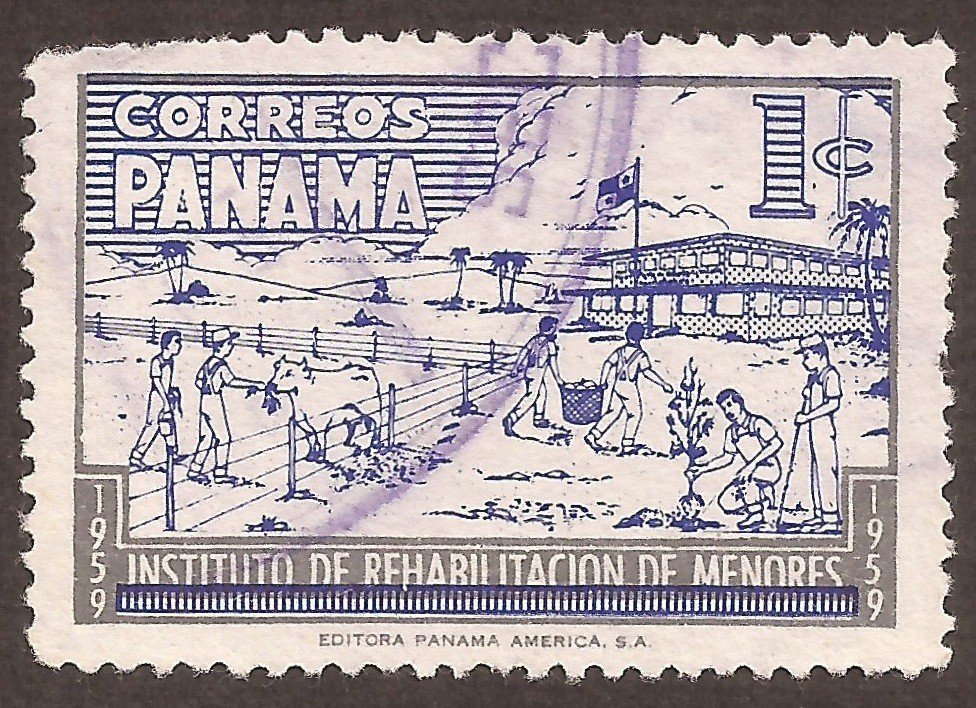 CORREOS
PANAMA
1¢
1959
1959
INSTITUTO DE REHABILITACION DE MENORES
EDITORA PANAMA AMERICA, S.A.